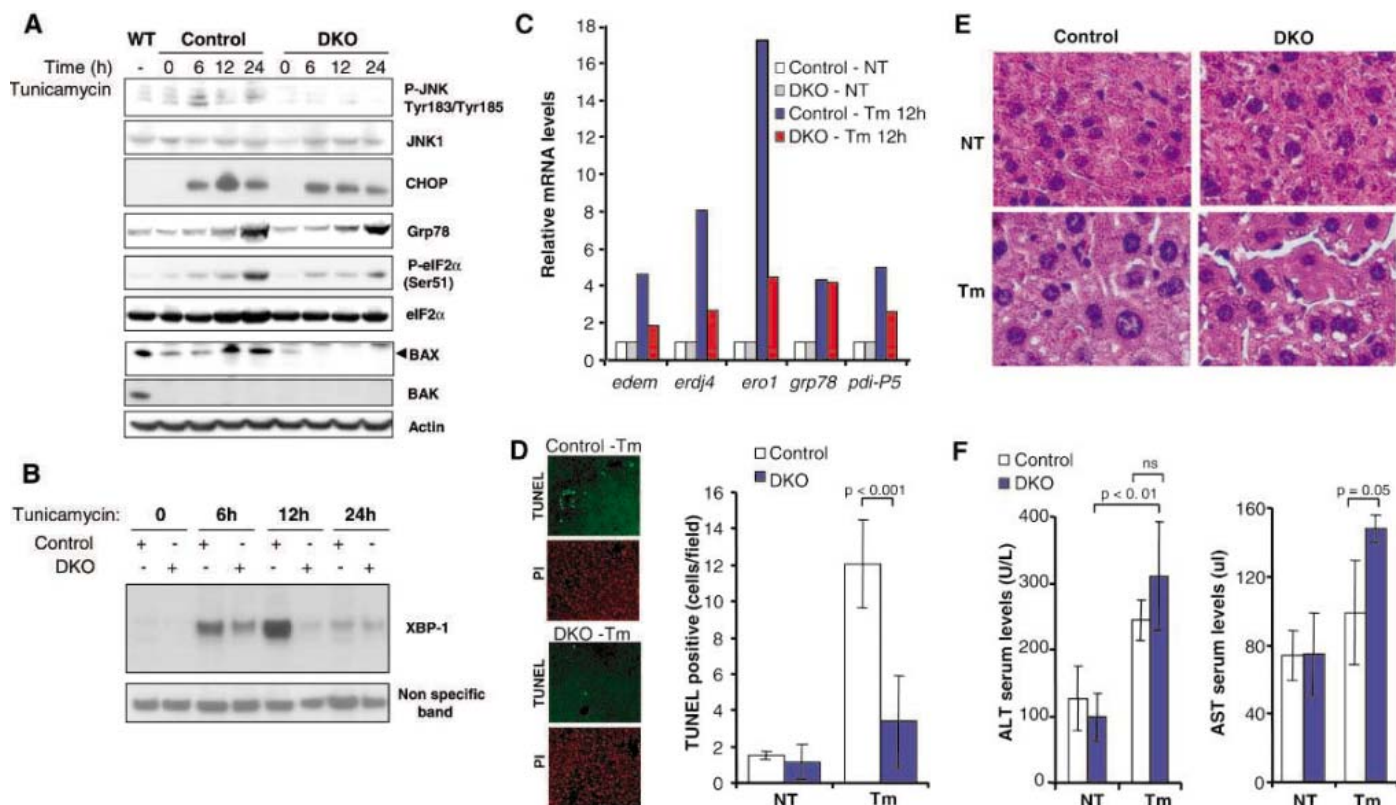 A
WT Control DKO
Time (h) - 0 6 12 24 0 6 12 24
Tunicamycin
P-JNK
Tyr183/Tyr185
JNK1
CHOP
Grp78
P-eIF2α
(Ser51)
eIF2α
BAX
BAK
Actin
B
Tunicamycin: 0 6h 12h 24h
Control + - + - + - + -
DKO - + - + - + - +
XBP-1
Non specific
band
C
Relative mRNA levels
18
16
14
12
10
8
6
4
2
0
Control - NT
DKO - NT
Control - Tm 12h
DKO - Tm 12h
edem erdj4 ero1 grp78 pdi-P5
D
Control -Tm
TUNEL
PI
DKO -Tm
TUNEL
PI
Control
DKO
TUNEL positive (cells/field)
16
14
12
10
8
6
4
2
0
p < 0.001
NT Tm
E
Control DKO
NT
Tm
F
Control
DKO
ns
p < 0. 01
ALT serum levels (U/L)
400
300
200
100
0
NT Tm
p = 0.05
AST serum levels (ul)
160
120
80
40
0
NT Tm